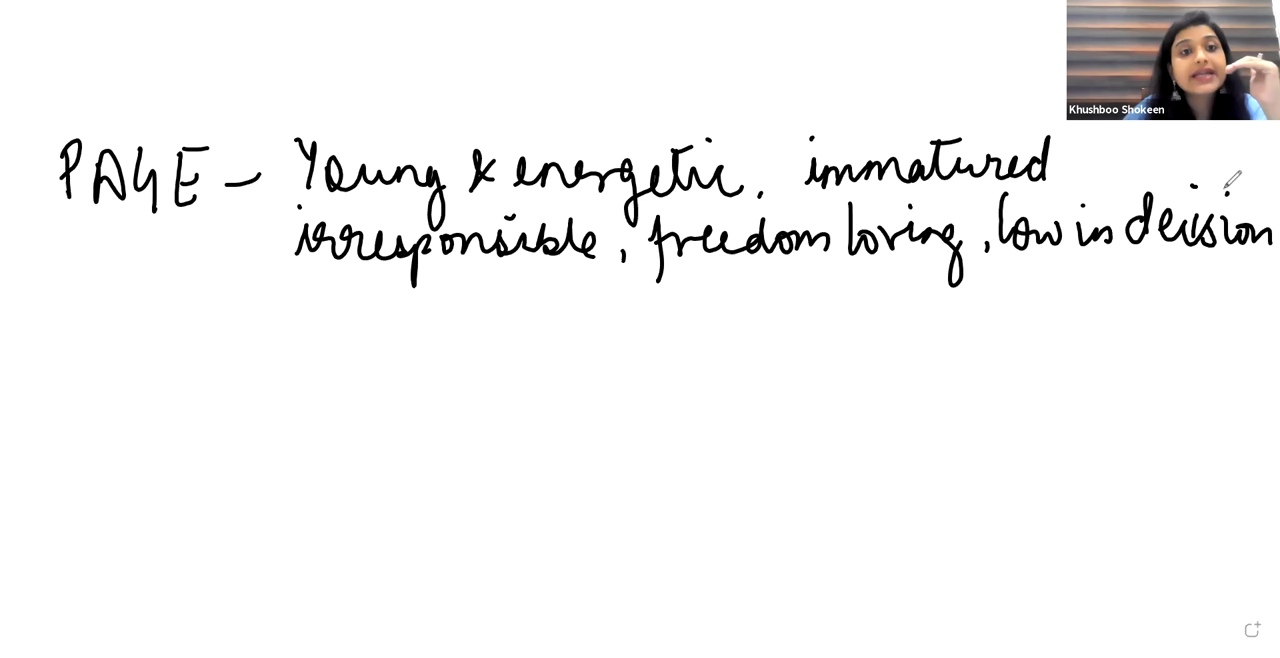 Khushboo Shokeen
PAGE - Young & energetic, immatured
irresponsible, freedom loving, low in decision